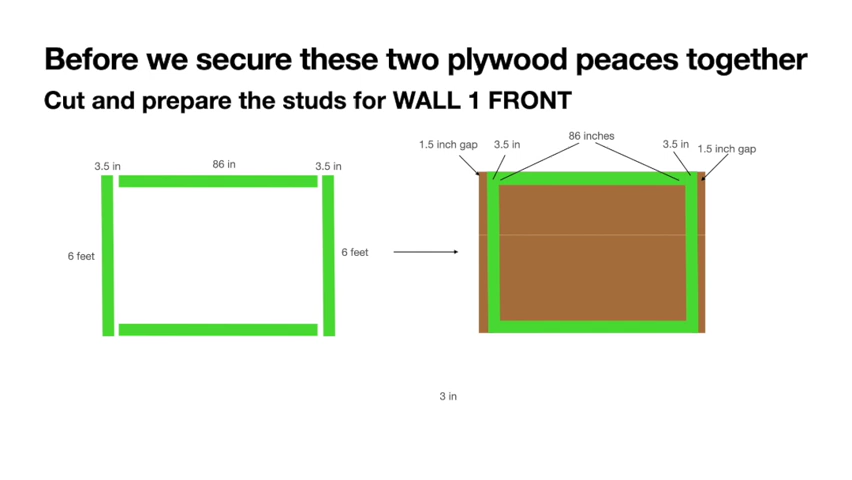 Before we secure these two plywood peaces together
Cut and prepare the studs for WALL 1 FRONT
3.5 in
86 in
3.5 in
6 feet
6 feet
1.5 inch gap
3.5 in
86 inches
3.5 in
1.5 inch gap
3 in